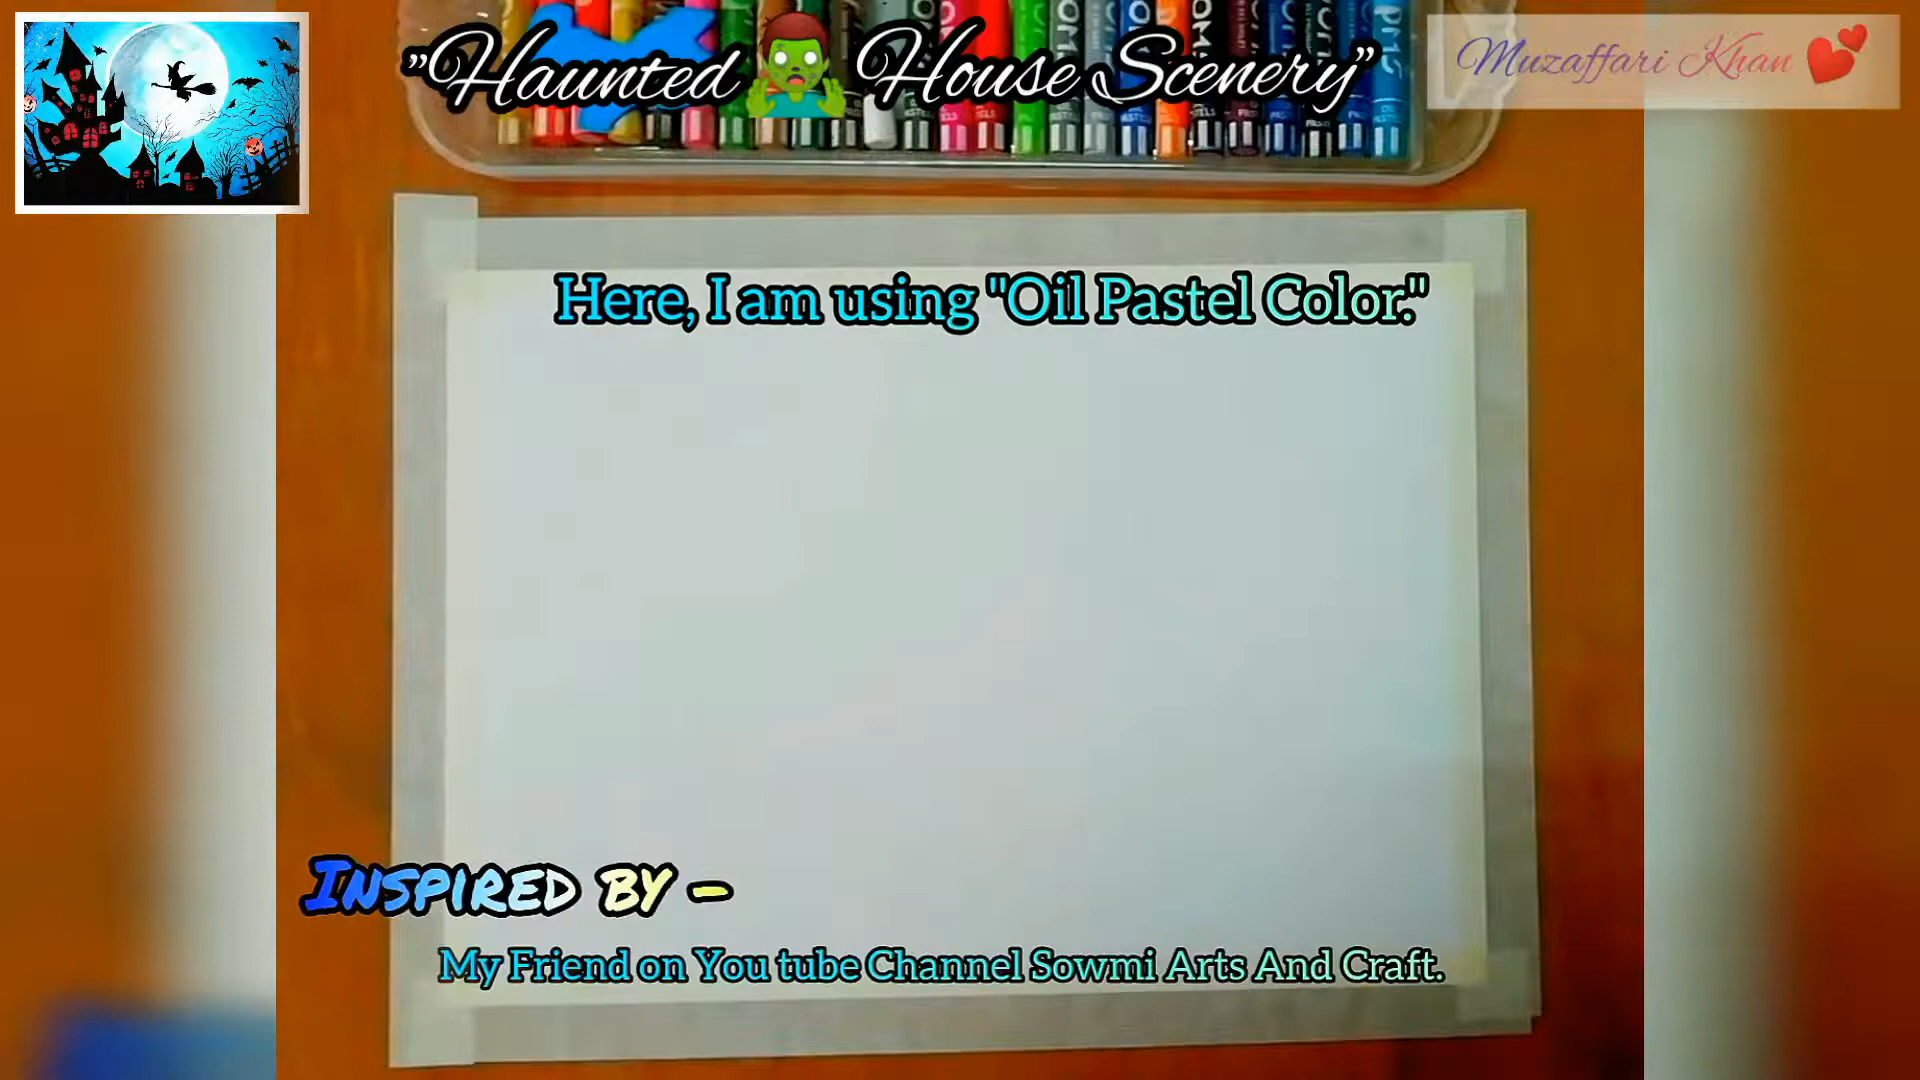 "Haunted House Scenery"
Muzaffari Khan
Here, I am using "Oil Pastel Color."
Inspired by -
My Friend on You tube Channel Sowmi Arts And Craft.